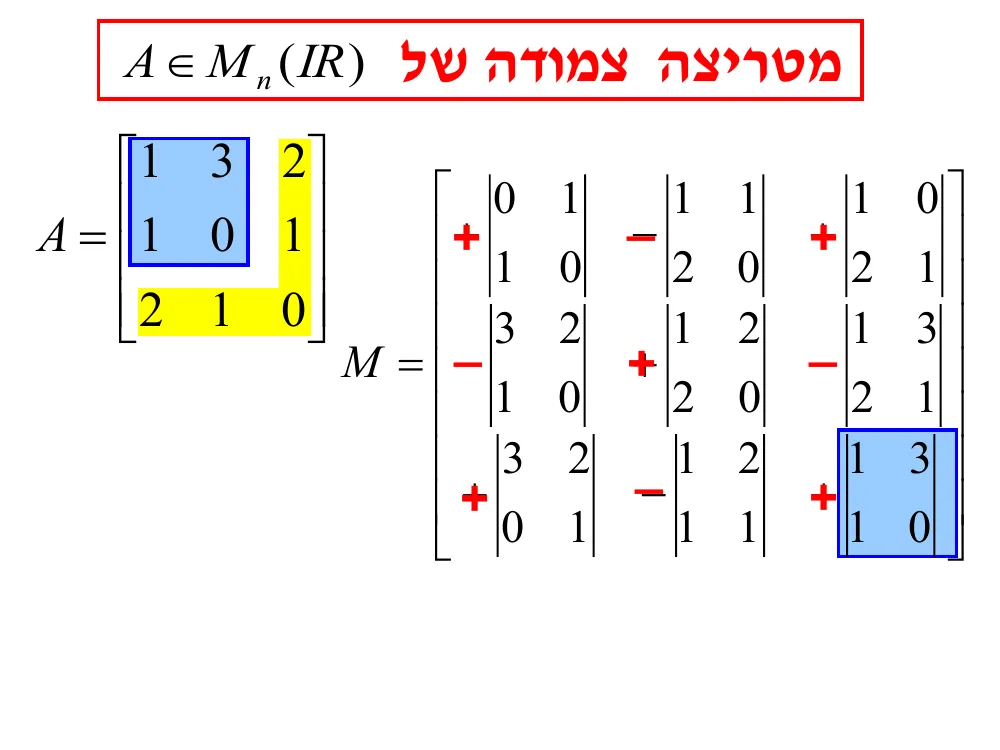 מטריצה צמודה של A ∈ M_n (IR)
A = [1 3 2
1 0 1
2 1 0]
M = [+ |0 1; 1 0| − |1 1; 2 0| + |1 0; 2 1|
− |3 2; 1 0| + |1 2; 2 0| − |1 3; 2 1|
+ |3 2; 0 1| − |1 2; 1 1| + |1 3; 1 0|]